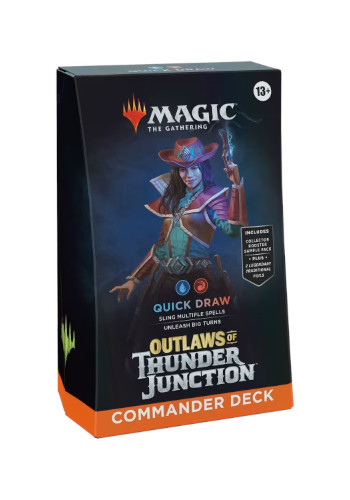 MAGIC
THE GATHERING
13+
INCLUDES
COLLECTOR
BOOSTER
SAMPLE PACK
PLUS
2 LEGENDARY
TRADITIONAL
FOILS
QUICK DRAW
SLING MULTIPLE SPELLS
UNLEASH BIG TURNS
OUTLAWS OF
THUNDER
JUNCTION
COMMANDER DECK